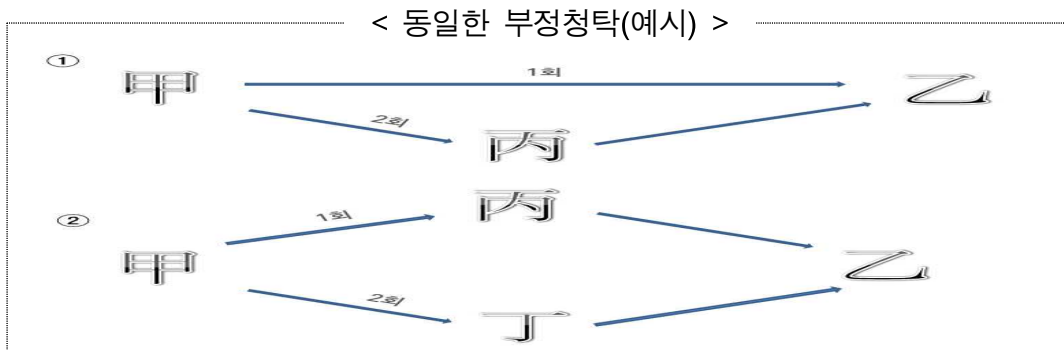 < 동일한 부정청탁(예시) >
①
甲 1회 乙
2회 丙
丙
② 1회
甲 乙
2회 丁